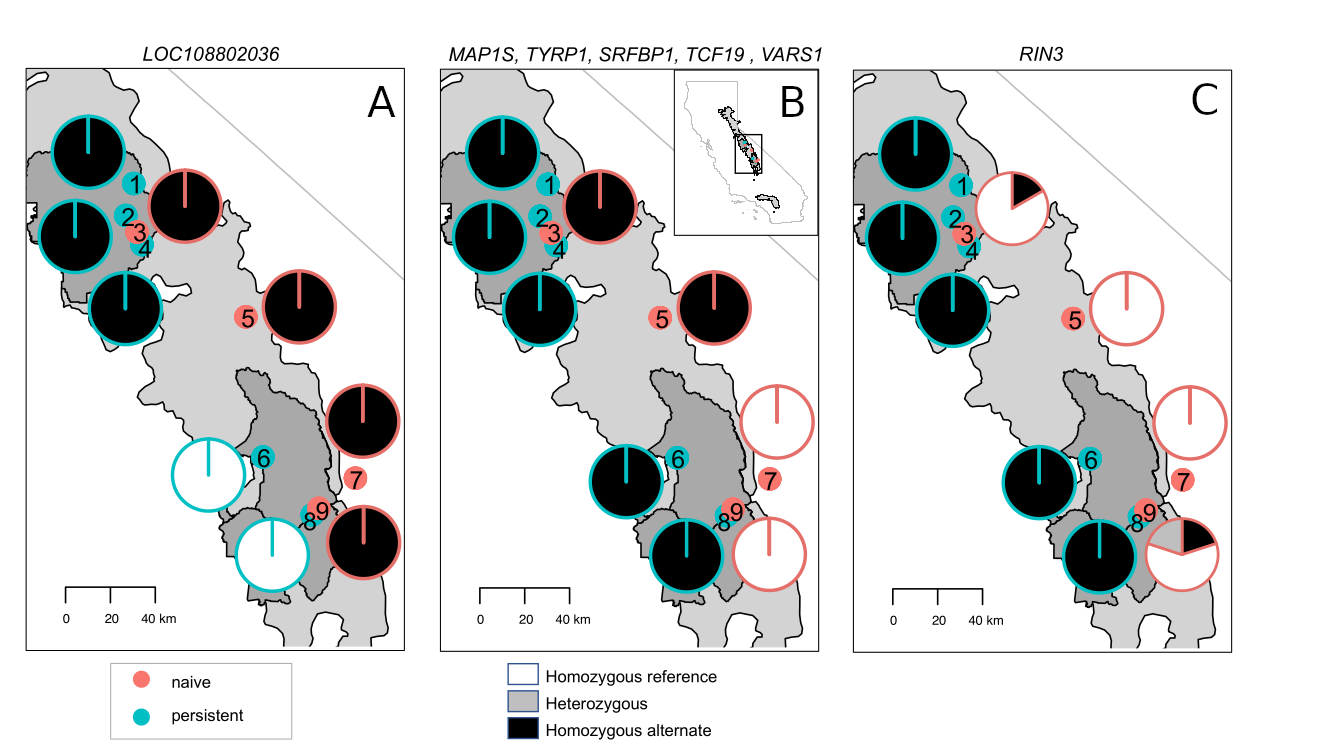 LOC108802036
MAP1S, TYRP1, SRFBP1, TCF19 , VARS1
RIN3
A
B
C
1
2
3
4
5
6
7
8
9
0 20 40 km
1
2
3
4
5
6
7
8
9
0 20 40 km
1
2
3
4
5
6
7
8
9
0 20 40 km
naive
persistent
Homozygous reference
Heterozygous
Homozygous alternate